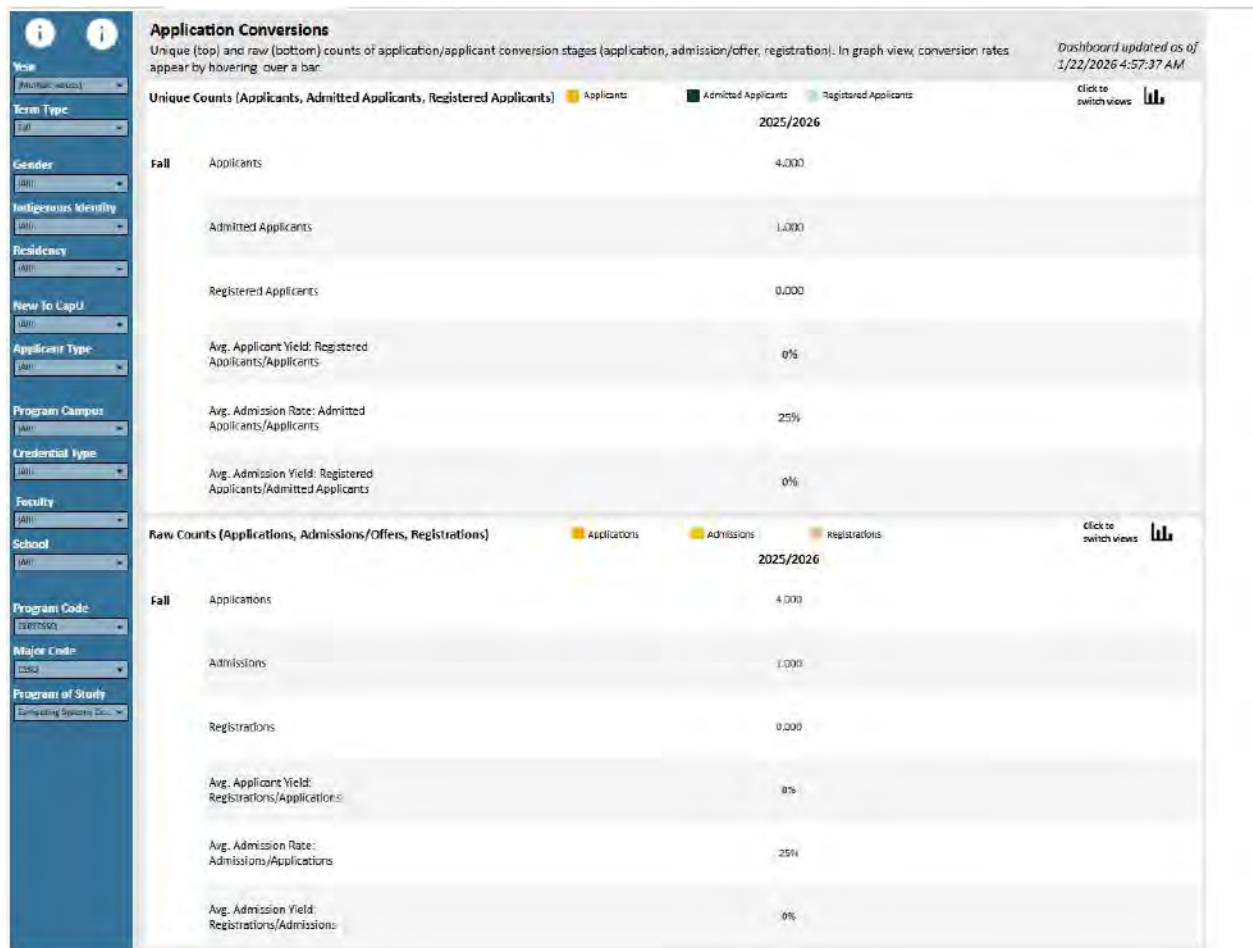 Application Conversions
Unique (top) and raw (bottom) counts of application/applicant conversion stages (application, admission/offer, registration). In graph view, conversion rates
appear by hovering over a bar.
Dashboard updated as of
1/22/2026 4:57:37 AM
Year
(Multiple values)
Term Type
Fall
Gender
(All)
Indigenous Identity
(All)
Residency
(All)
New To CapU
(All)
Applicant Type
(All)
Program Campus
(All)
Credential Type
(All)
Faculty
(All)
School
(All)
Program Code
Major Code
Program of Study
Computing Systems
Unique Counts (Applicants, Admitted Applicants, Registered Applicants)
Applicants
Admitted Applicants
Registered Applicants
Click to
switch views
2025/2026
Fall
Applicants
4.000
Admitted Applicants
1.000
Registered Applicants
0.000
Avg. Applicant Yield: Registered
Applicants/Applicants
0%
Avg. Admission Rate: Admitted
Applicants/Applicants
25%
Avg. Admission Yield: Registered
Applicants/Admitted Applicants
0%
Raw Counts (Applications, Admissions/Offers, Registrations)
Applications
Admissions
Registrations
Click to
switch views
2025/2026
Fall
Applications
4.000
Admissions
1.000
Registrations
0.000
Avg. Applicant Yield:
Registrations/Applications
0%
Avg. Admission Rate:
Admissions/Applications
25%
Avg. Admission Yield:
Registrations/Admissions
0%